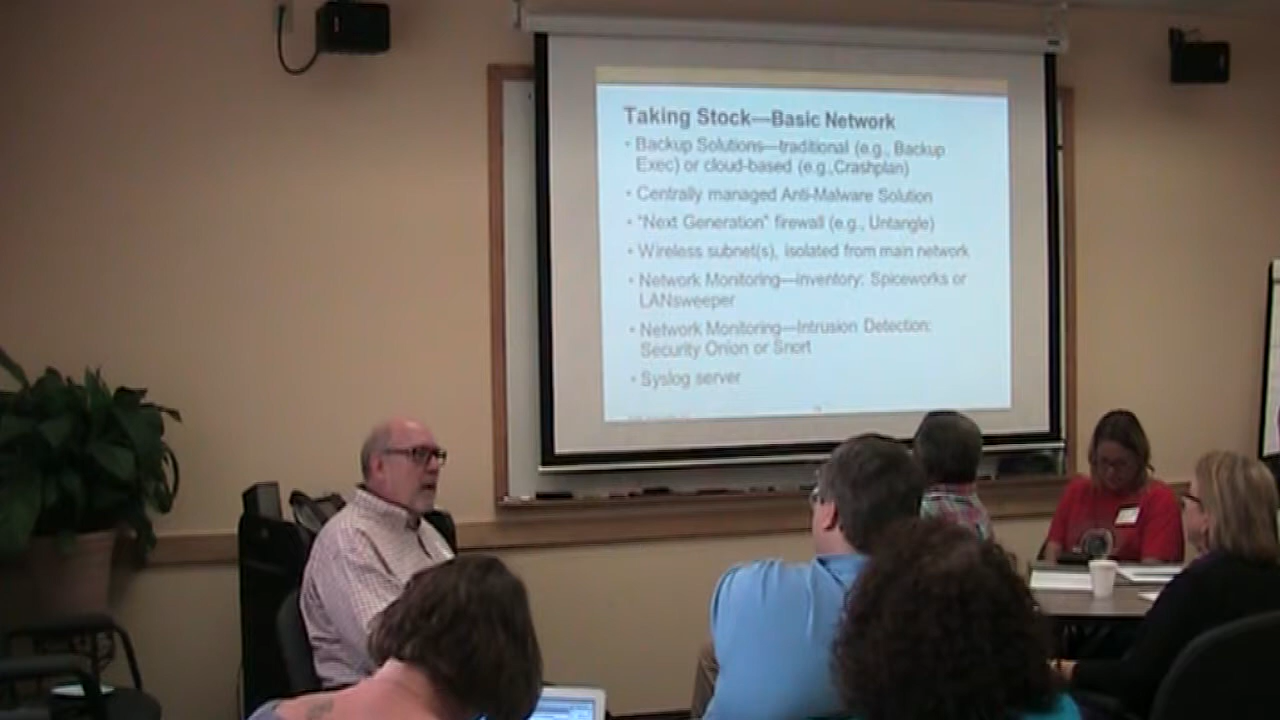 Taking Stock—Basic Network
• Backup Solutions—traditional (e.g., Backup
Exec) or cloud-based (e.g.,Crashplan)
• Centrally managed Anti-Malware Solution
• "Next Generation" firewall (e.g., Untangle)
• Wireless subnet(s), isolated from main network
• Network Monitoring—Inventory: Spiceworks or
LANsweeper
• Network Monitoring—Intrusion Detection:
Security Onion or Snort
• Syslog server